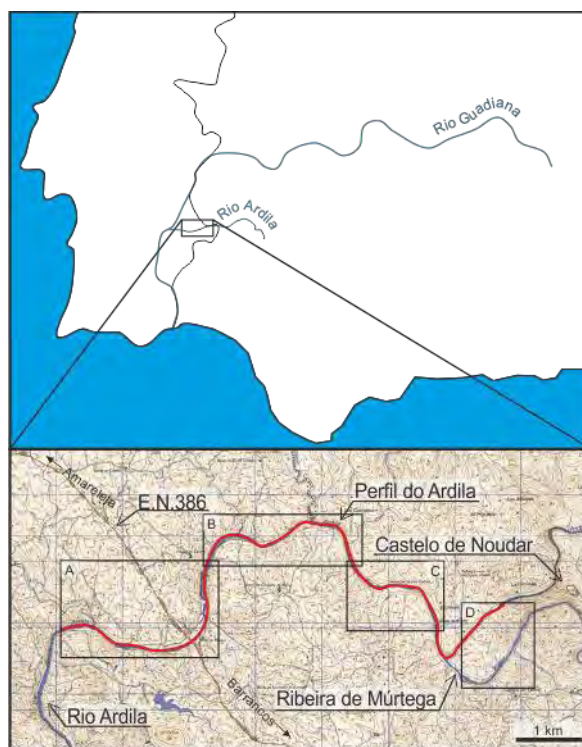 Rio Guadiana
Rio Ardila
Amareleja
E.N.386
B
Perfil do Ardila
Castelo de Noudar
A
C
D
Ribeira de Múrtega
Rio Ardila
Barrancos
1 km